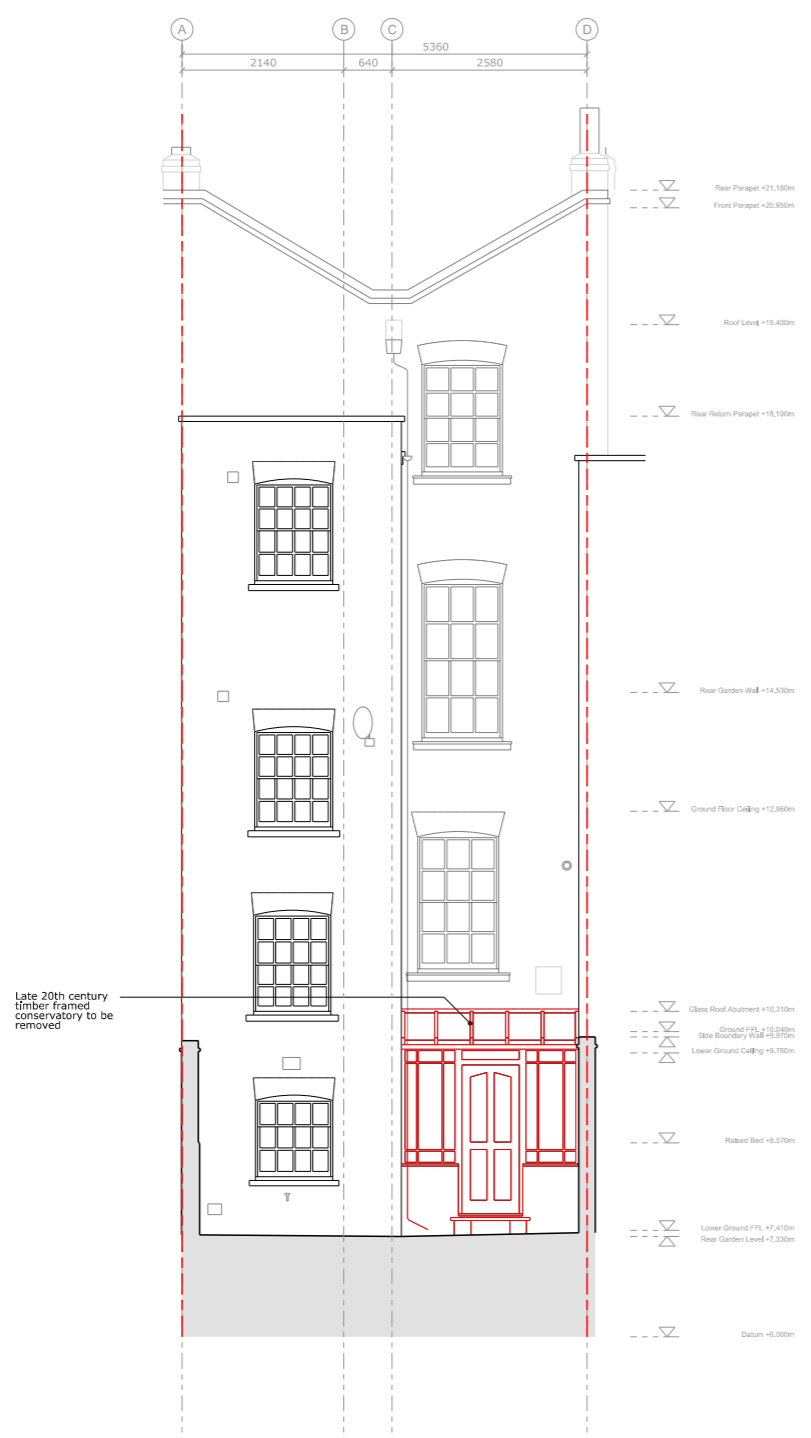 A B C D
5360
2140 640 2580
Rear Parapet +21,180m
Front Parapet +20,950m
Roof Level +19,400m
Rear Return Parapet +18,180m
Rear Garden Wall +14,530m
Ground Floor Ceiling +12,950m
Late 20th century
timber framed
conservatory to be
removed
Glass Roof Abutment +10,310m
Ground FFL +10,040m
Side Boundary Wall +9,970m
Lower Ground Ceiling +9,760m
Raised Bed +8,570m
Lower Ground FFL +7,410m
Rear Garden Level +7,330m
Datum +6,000m